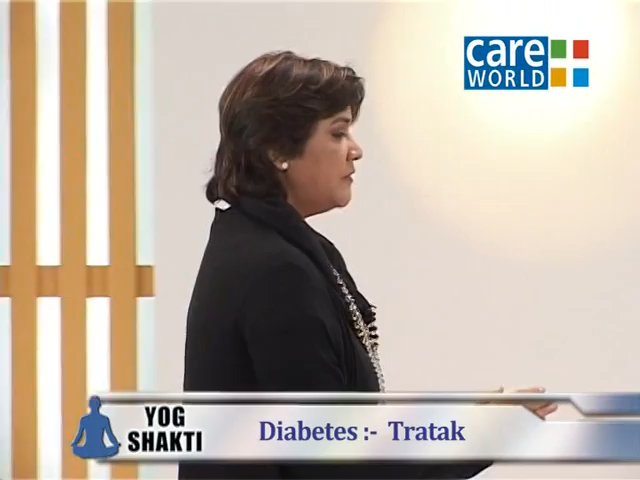 care
WORLD
YOG
SHAKTI
Diabetes :- Tratak